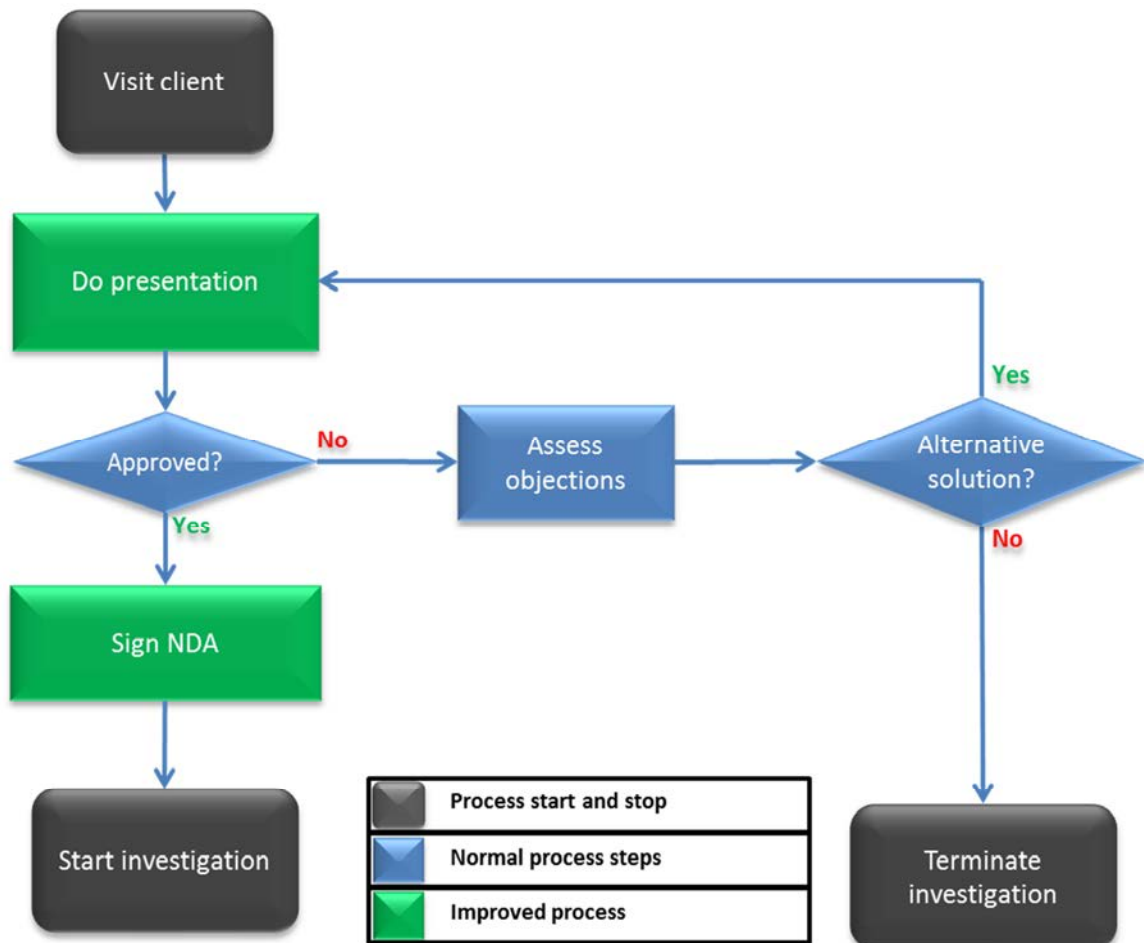 Visit client
Do presentation
Yes
No
Approved?
Assess
objections
Alternative
solution?
Yes
No
Sign NDA
Process start and stop
Start investigation
Normal process steps
Terminate
investigation
Improved process